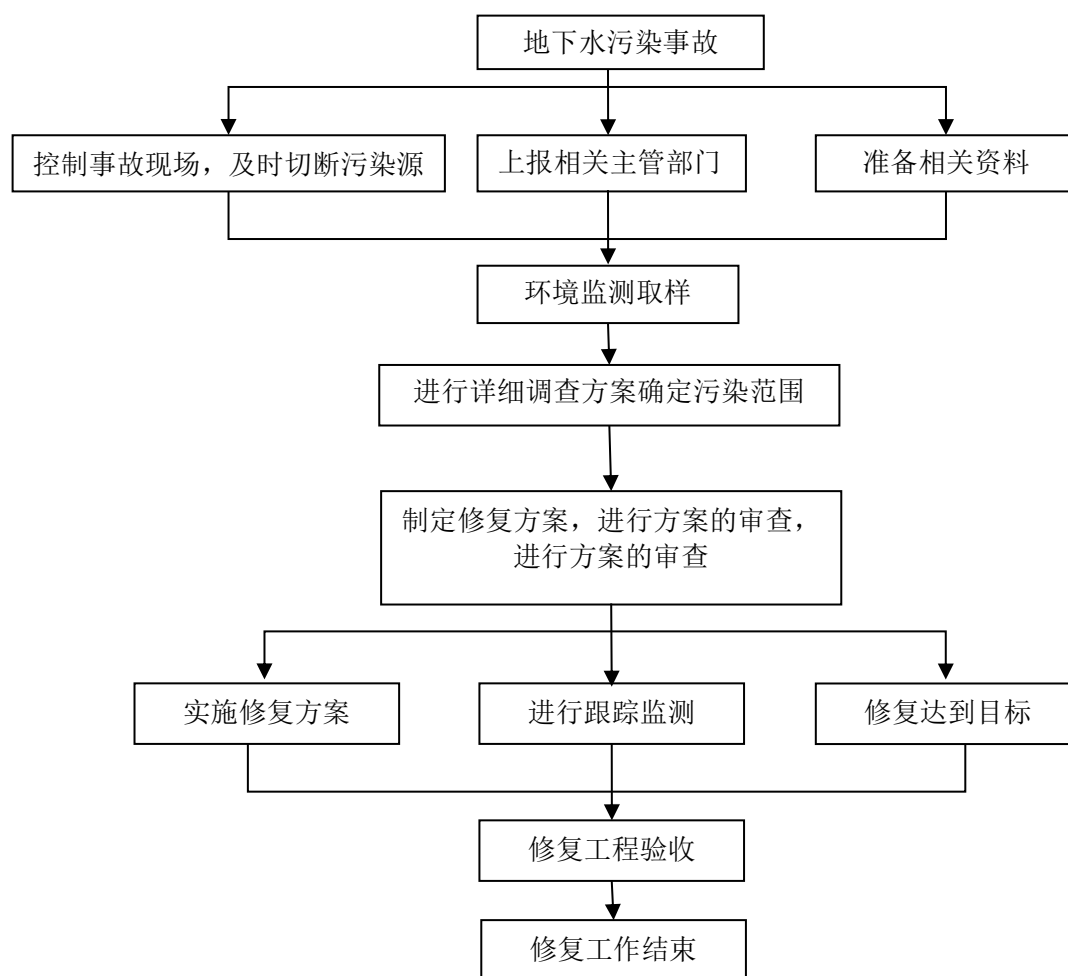 地下水污染事故
控制事故现场，及时切断污染源
上报相关主管部门
准备相关资料
环境监测取样
进行详细调查方案确定污染范围
制定修复方案，进行方案的审查，
进行方案的审查
实施修复方案
进行跟踪监测
修复达到目标
修复工程验收
修复工作结束